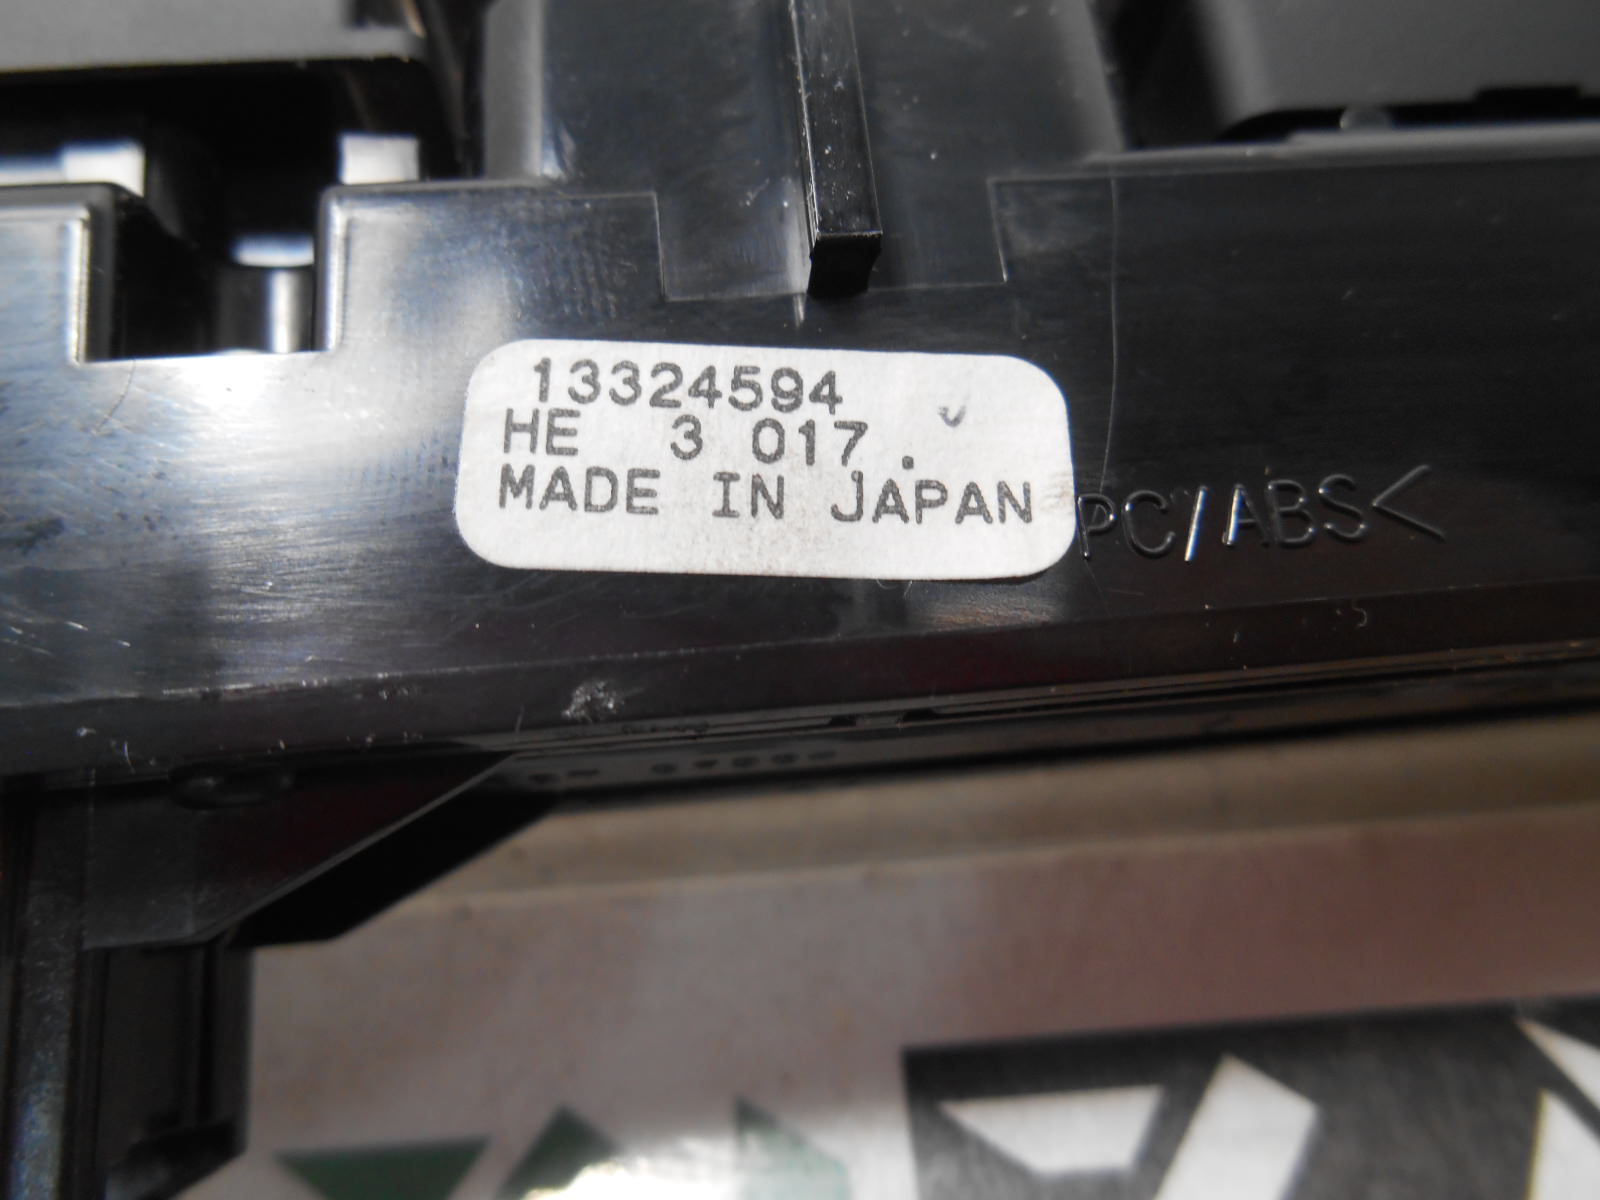 13324594
HE 3 017.
MADE IN JAPAN
PC/ABS<